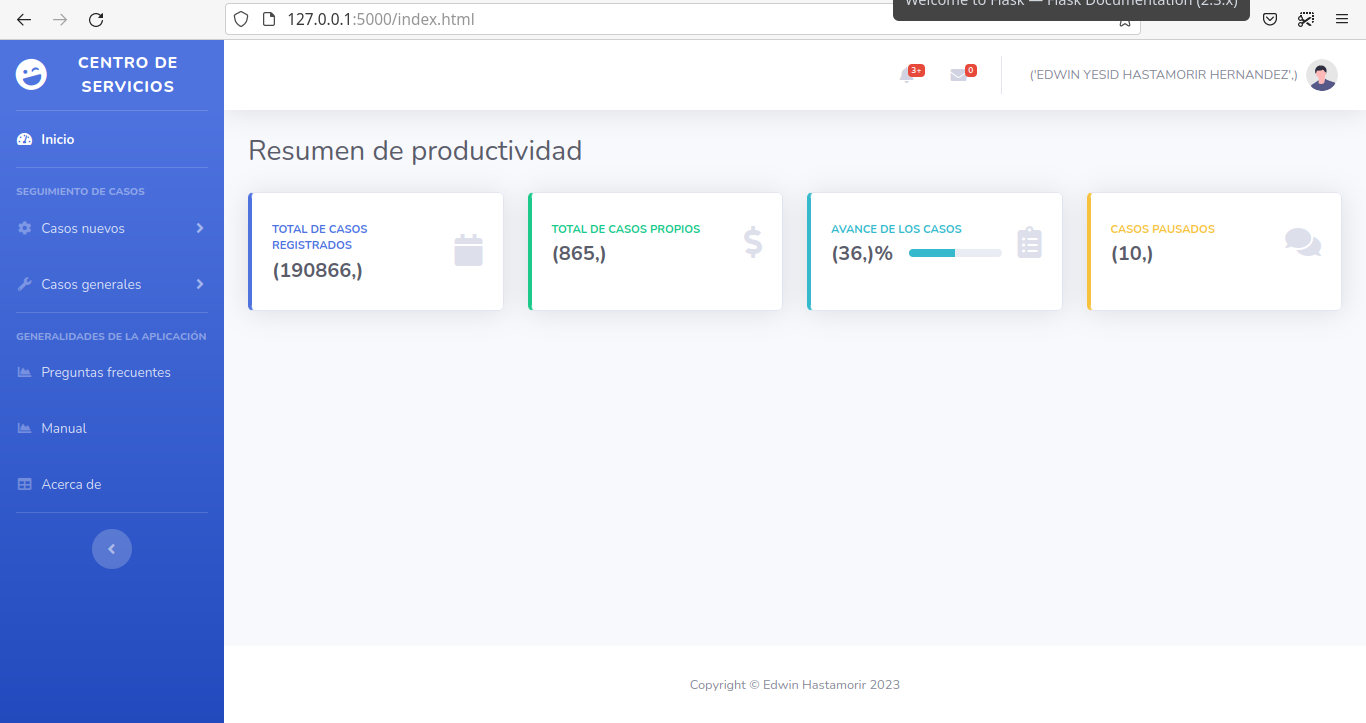 Welcome to Flask — Flask Documentation (2.3.x)
127.0.0.1:5000/index.html
CENTRO DE
SERVICIOS
3+
0
('EDWIN YESID HASTAMORIR HERNANDEZ',)
Inicio
SEGUIMIENTO DE CASOS
Casos nuevos
Casos generales
GENERALIDADES DE LA APLICACIÓN
Preguntas frecuentes
Manual
Acerca de
Resumen de productividad
TOTAL DE CASOS
REGISTRADOS
(190866,)
TOTAL DE CASOS PROPIOS
(865,)
AVANCE DE LOS CASOS
(36,)%
CASOS PAUSADOS
(10,)
Copyright © Edwin Hastamorir 2023